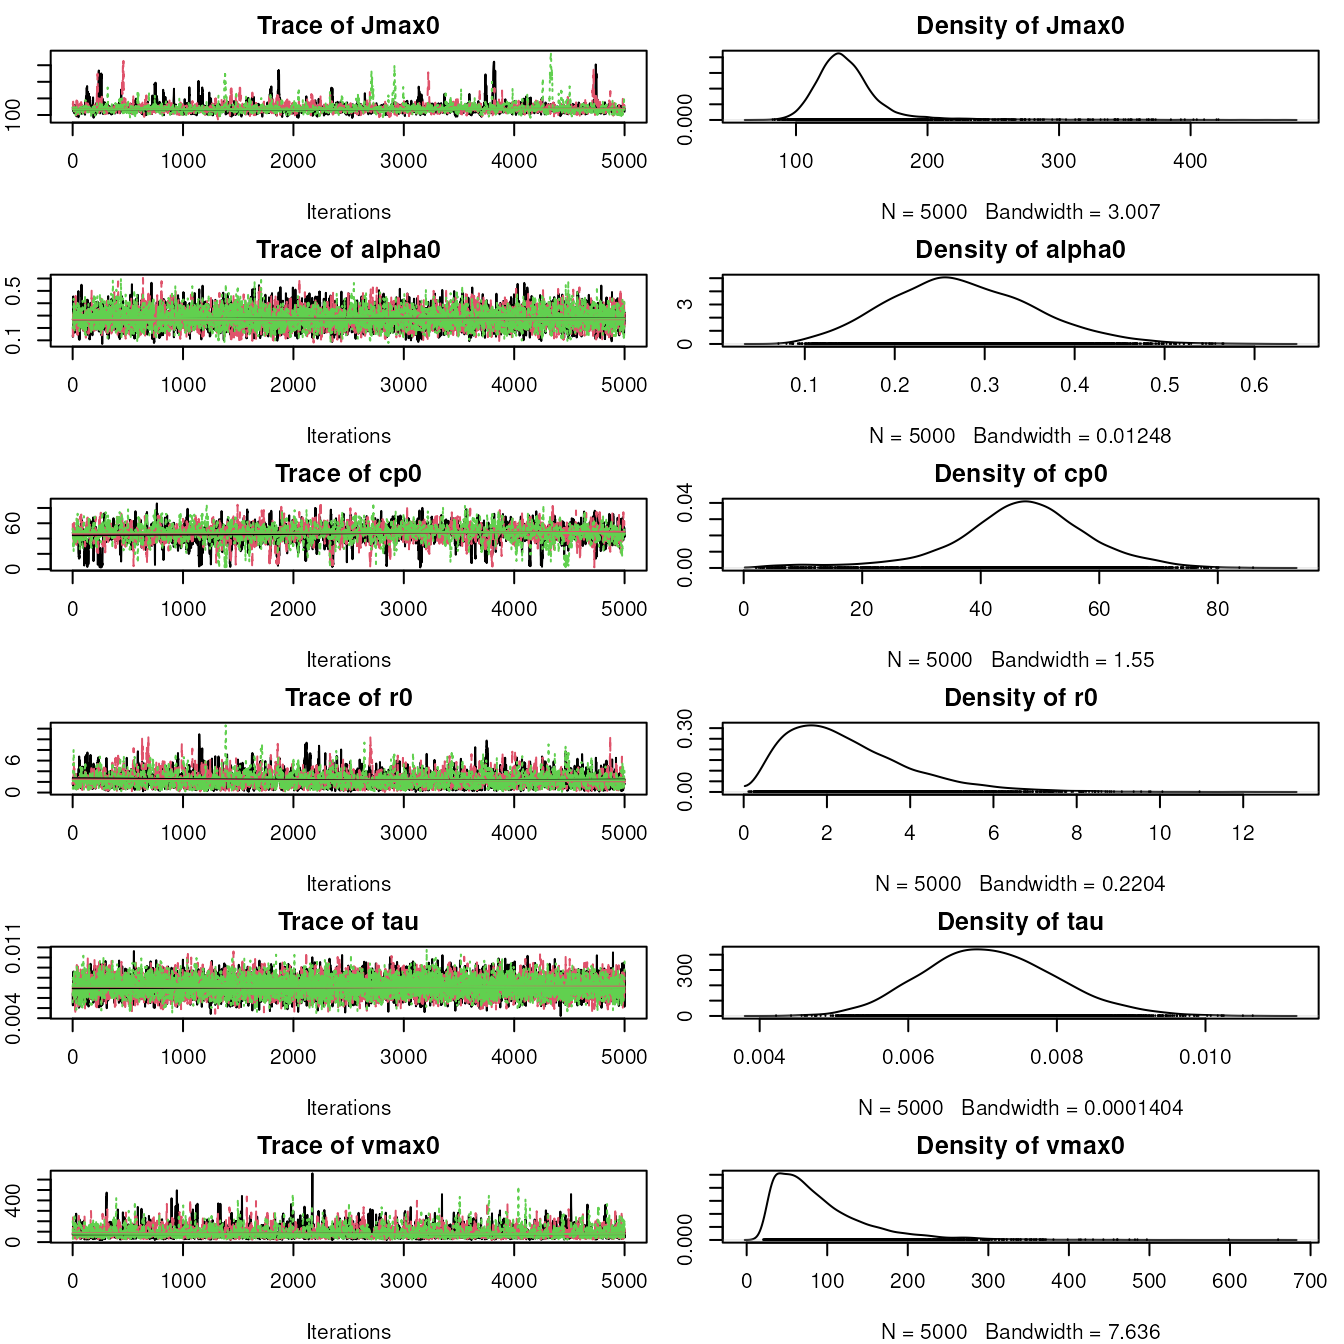 Trace of Jmax0
Density of Jmax0
100
0.000
0 1000 2000 3000 4000 5000
100 200 300 400
Iterations
N = 5000 Bandwidth = 3.007
Trace of alpha0
Density of alpha0
0.1 0.5
0 3
0 1000 2000 3000 4000 5000
0.1 0.2 0.3 0.4 0.5 0.6
Iterations
N = 5000 Bandwidth = 0.01248
Trace of cp0
Density of cp0
0 60
0.00 0.04
0 1000 2000 3000 4000 5000
0 20 40 60 80
Iterations
N = 5000 Bandwidth = 1.55
Trace of r0
Density of r0
0 6
0.00 0.30
0 1000 2000 3000 4000 5000
0 2 4 6 8 10 12
Iterations
N = 5000 Bandwidth = 0.2204
Trace of tau
Density of tau
0.004 0.011
0 300
0 1000 2000 3000 4000 5000
0.004 0.006 0.008 0.010
Iterations
N = 5000 Bandwidth = 0.0001404
Trace of vmax0
Density of vmax0
0 400
0.000
0 1000 2000 3000 4000 5000
0 100 200 300 400 500 600 700
Iterations
N = 5000 Bandwidth = 7.636